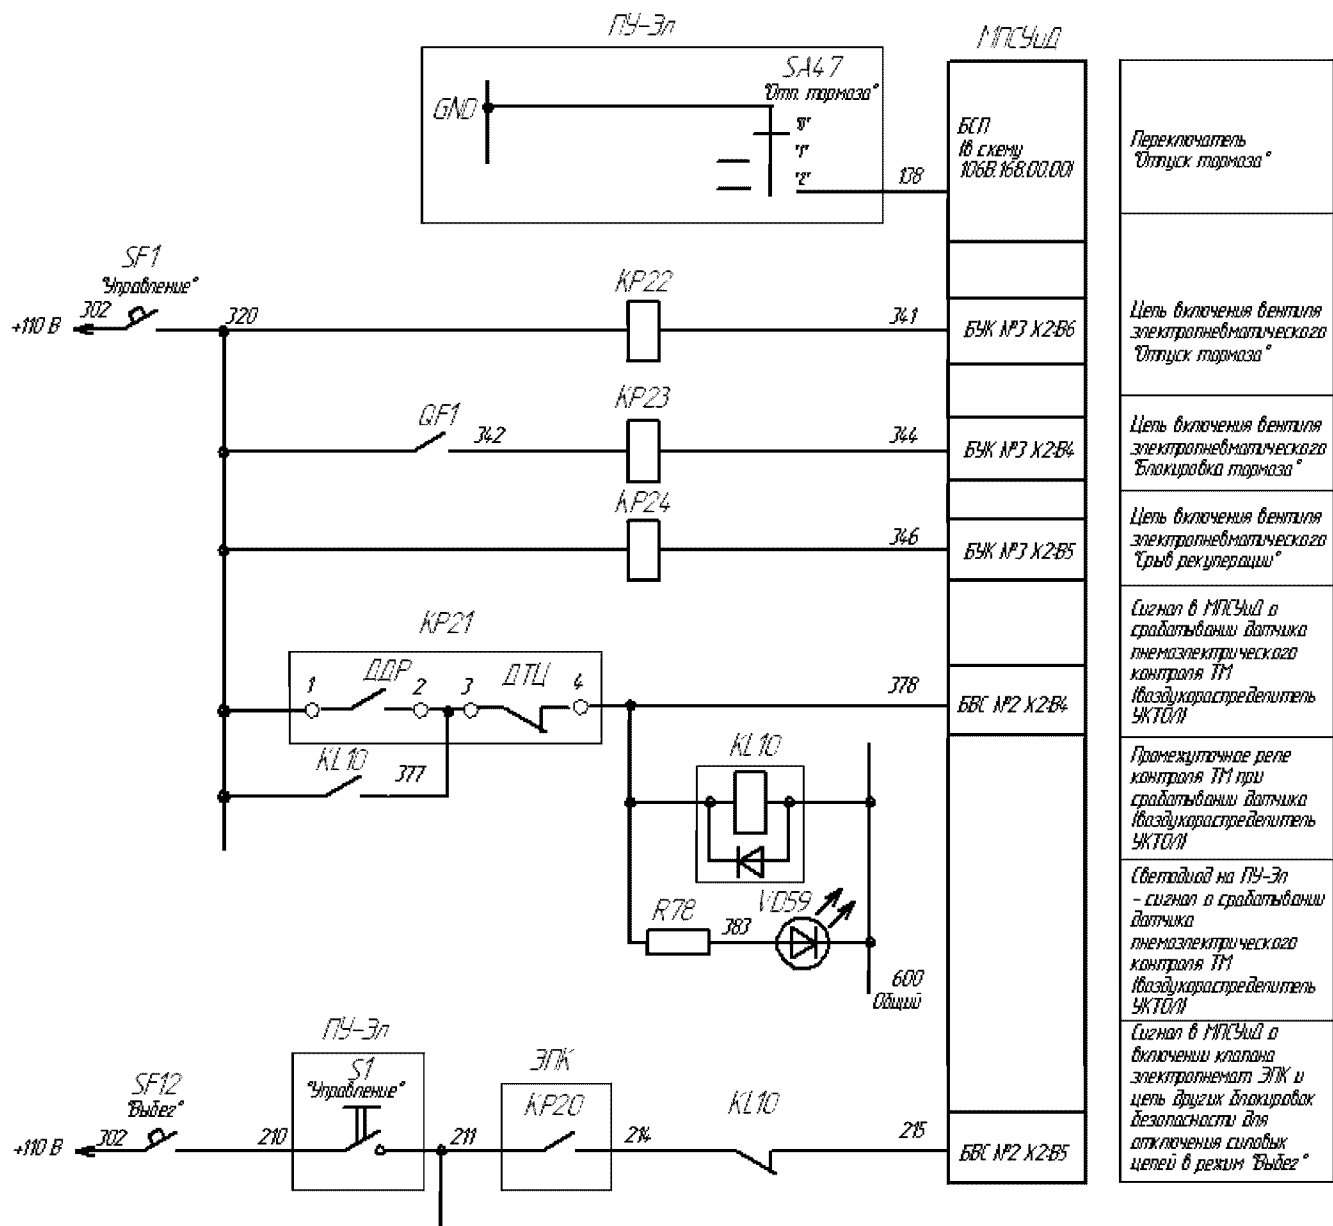 ПУ-Эл
МПСУиД
SA47
"Отп. тормоза"
GND
"0"
"1"
"2"
138
БСП
(в схему
106В.168.00.00)
Переключатель
"Отпуск тормоза"
SF1
"Управление"
+110 В
302
320
КР22
341
БУК №3 Х2:В6
Цепь включения вентиля
электропневматического
"Отпуск тормоза"
QF1
342
КР23
344
БУК №3 Х2:В4
Цепь включения вентиля
электропневматического
"Блокировка тормоза"
КР24
346
БУК №3 Х2:В5
Цепь включения вентиля
электропневматического
"Срыв рекуперации"
КР21
1
ДДР
2
3
ДТЦ
4
378
БВС №2 Х2:В4
Сигнал в МПСУиД о
срабатывании датчика
пнемоэлектрического
контроля ТМ
(воздухораспределитель
УКТОЛ)
KL10
377
KL10
Промежуточное реле
контроля ТМ при
срабатывании датчика
(воздухораспределитель
УКТОЛ)
R78
383
VD59
600
Общий
Светодиод на ПУ-Эл
- сигнал о срабатывании
датчика
пнемоэлектрического
контроля ТМ
(воздухораспределитель
УКТОЛ)
SF12
"Выбег"
+110 В
302
210
ПУ-Эл
S1
"Управление"
211
ЭПК
КР20
214
KL10
215
БВС №2 Х2:В5
Сигнал в МПСУиД о
включении клапана
электропнемат. ЭПК и
цепь других блокировок
безопасности для
отключения силовых
цепей в режим "Выбег"